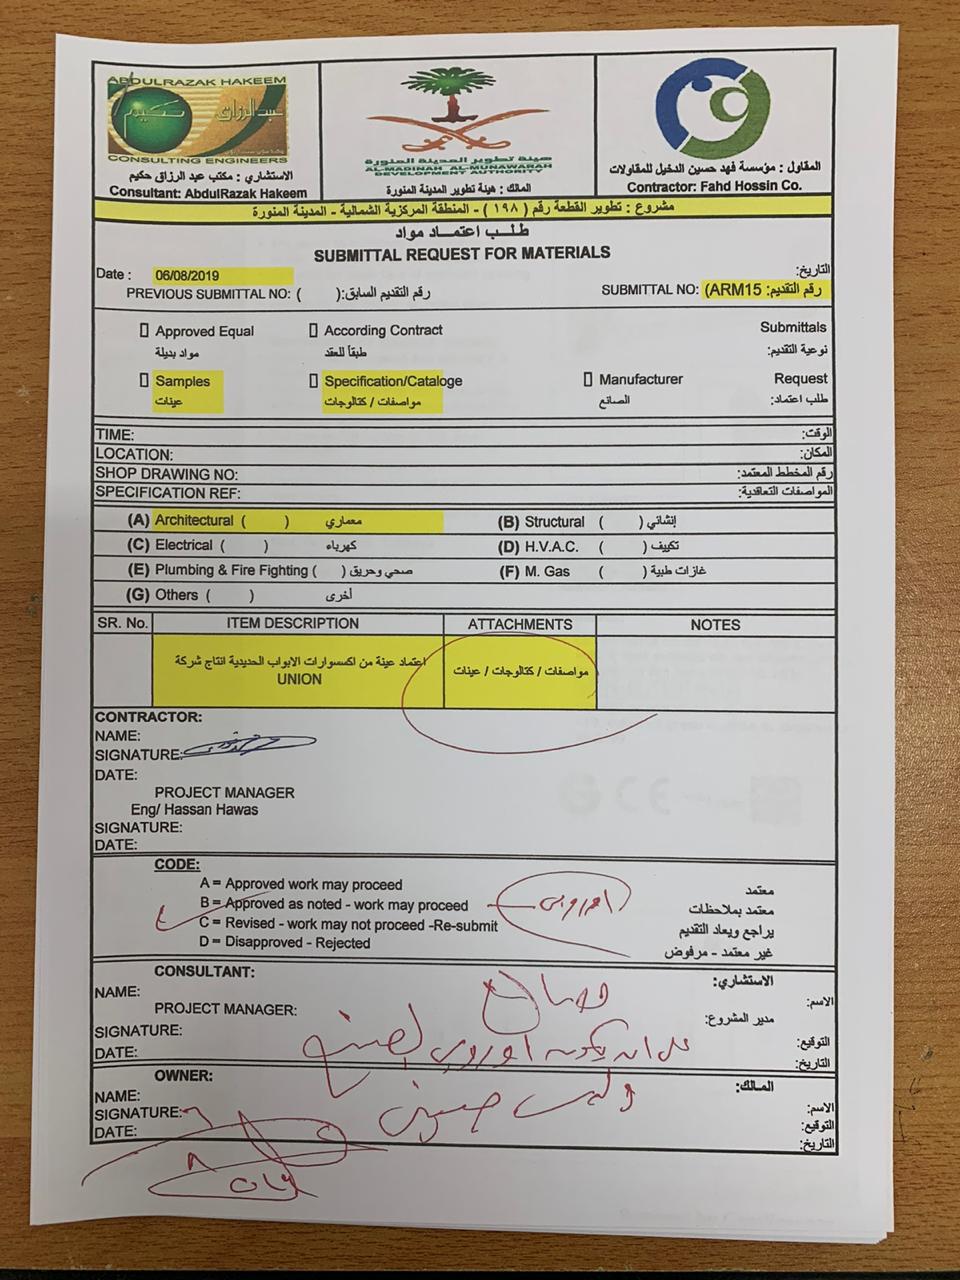 ABDULRAZAK HAKEEM
عبد الرزاق حكيم
CONSULTING ENGINEERS
الاستشاري : مكتب عبد الرزاق حكيم
Consultant: AbdulRazak Hakeem
هيئة تطوير المدينة المنورة
AL-MADINAH AL-MUNAWARAH
DEVELOPMENT AUTHORITY
المالك : هيئة تطوير المدينة المنورة
المقاول : مؤسسة فهد حسين الدخيل للمقاولات
Contractor: Fahd Hossin Co.
مشروع : تطوير القطعة رقم ( ١٩٨ ) - المنطقة المركزية الشمالية - المدينة المنورة
طلب اعتماد مواد
SUBMITTAL REQUEST FOR MATERIALS
Date : 06/08/2019 التاريخ:
PREVIOUS SUBMITTAL NO: ( ) رقم التقديم السابق: SUBMITTAL NO: (ARM15 رقم التقديم:
Approved Equal According Contract Submittals
مواد بديلة طبقاً للعقد نوعية التقديم:
Samples Specification/Cataloge Manufacturer Request
عينات مواصفات / كتالوجات الصانع طلب اعتماد:
TIME: الوقت:
LOCATION: المكان:
SHOP DRAWING NO: رقم المخطط المعتمد:
SPECIFICATION REF: المواصفات التعاقدية:
(A) Architectural ( ) معماري (B) Structural ( ) إنشائي
(C) Electrical ( ) كهرباء (D) H.V.A.C. ( ) تكييف
(E) Plumbing & Fire Fighting ( ) صحي وحريق (F) M. Gas ( ) غازات طبية
(G) Others ( ) أخرى
SR. No. ITEM DESCRIPTION ATTACHMENTS NOTES
اعتماد عينة من اكسسوارات الابواب الحديدية انتاج شركة
UNION
مواصفات / كتالوجات / عينات
CONTRACTOR:
NAME:
SIGNATURE:
DATE:
PROJECT MANAGER
Eng/ Hassan Hawas
SIGNATURE:
DATE:
CODE:
A = Approved work may proceed معتمد
B = Approved as noted - work may proceed معتمد بملاحظات
C = Revised - work may not proceed -Re-submit يراجع ويعاد التقديم
D = Disapproved - Rejected غير معتمد - مرفوض
اوروبي
CONSULTANT: الاستشاري:
NAME: الاسم:
PROJECT MANAGER: مدير المشروع:
SIGNATURE: التوقيع:
DATE: التاريخ:
على ان يكون اوروبي الصنع
وليس صيني
OWNER: المالك:
NAME: الاسم:
SIGNATURE: التوقيع:
DATE: التاريخ: